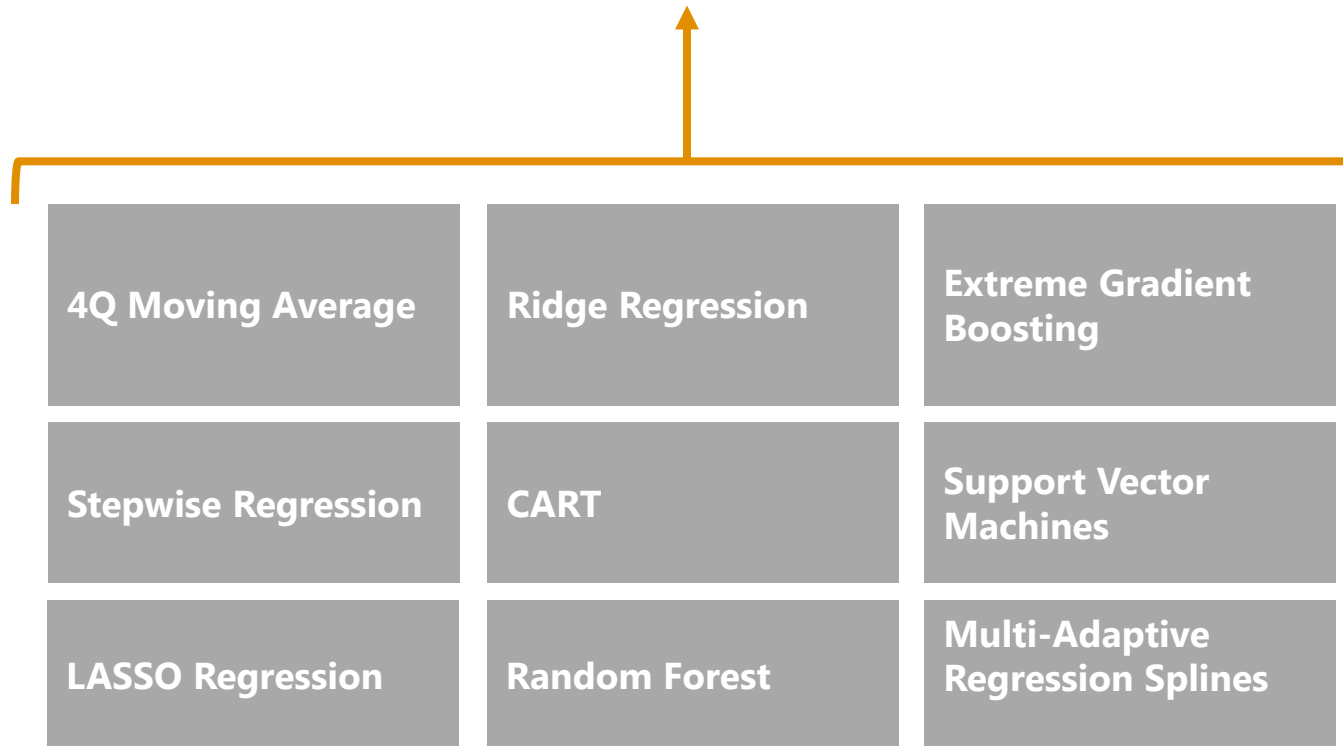 4Q Moving Average
Ridge Regression
Extreme Gradient
Boosting
Stepwise Regression
CART
Support Vector
Machines
LASSO Regression
Random Forest
Multi-Adaptive
Regression Splines